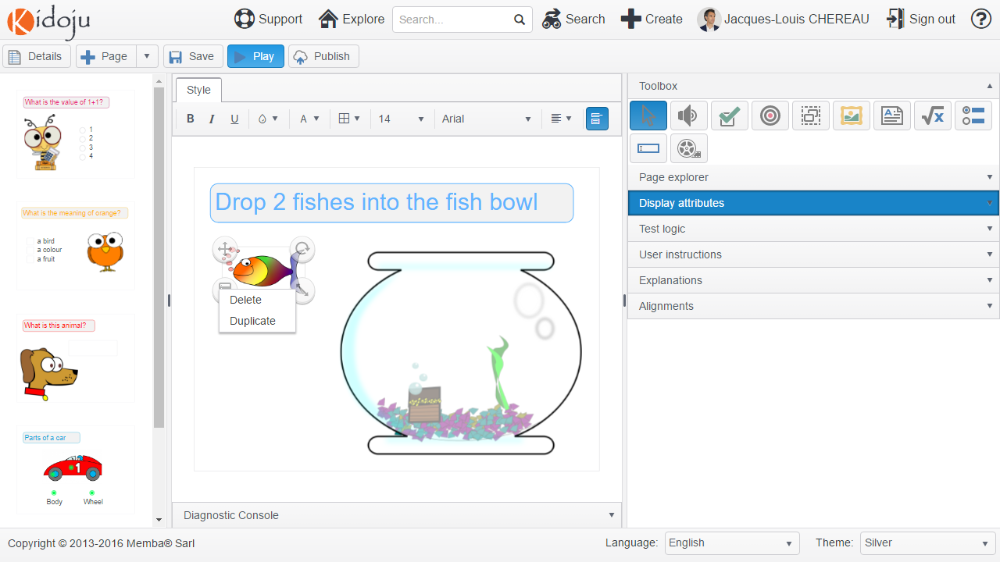 Kidoju
Support
Explore
Search...
Search
Create
Jacques-Louis CHEREAU
Sign out
Details
Page
Save
Play
Publish
What is the value of 1+1?
1
2
3
4
What is the meaning of orange?
a bird
a colour
a fruit
What is this animal?
Parts of a car
1
Body
Wheel
Style
B
I
U
A
14
Arial
Drop 2 fishes into the fish bowl
Delete
Duplicate
Diagnostic Console
Toolbox
Page explorer
Display attributes
Test logic
User instructions
Explanations
Alignments
Copyright © 2013-2016 Memba® Sarl
Language:
English
Theme:
Silver